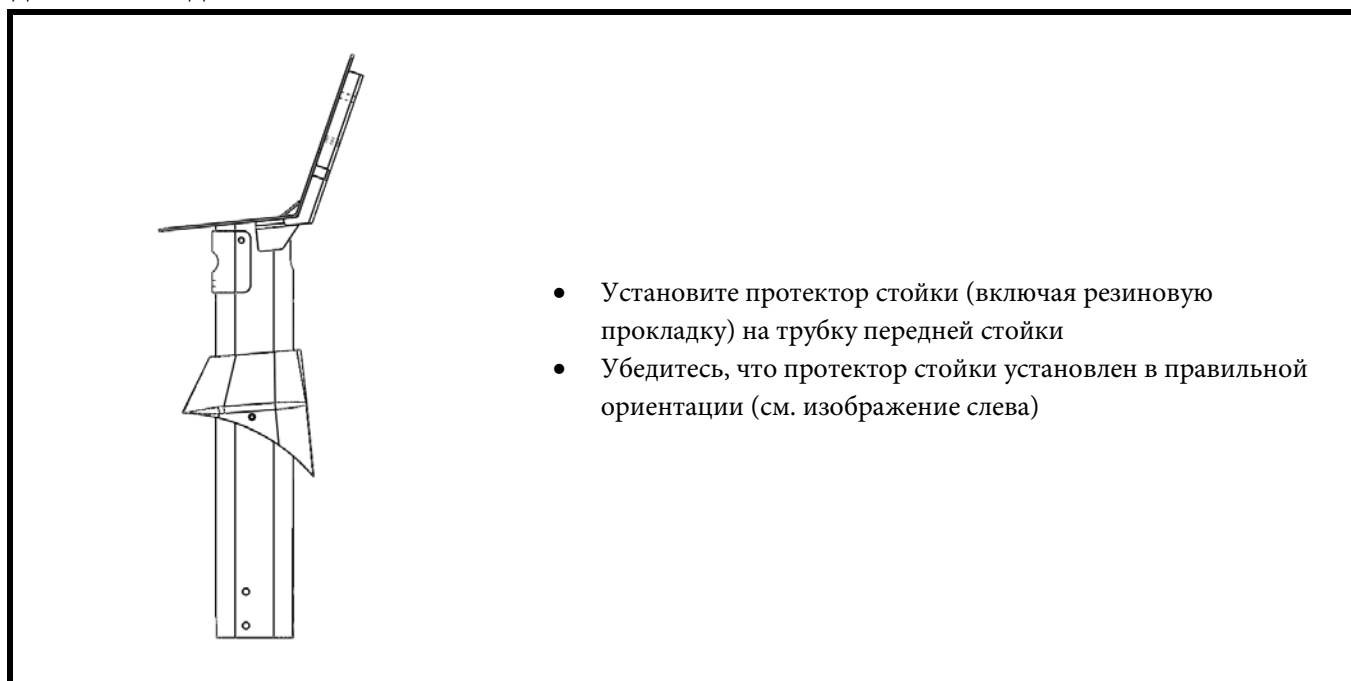 • Установите протектор стойки (включая резиновую
прокладку) на трубку передней стойки
• Убедитесь, что протектор стойки установлен в правильной
ориентации (см. изображение слева)